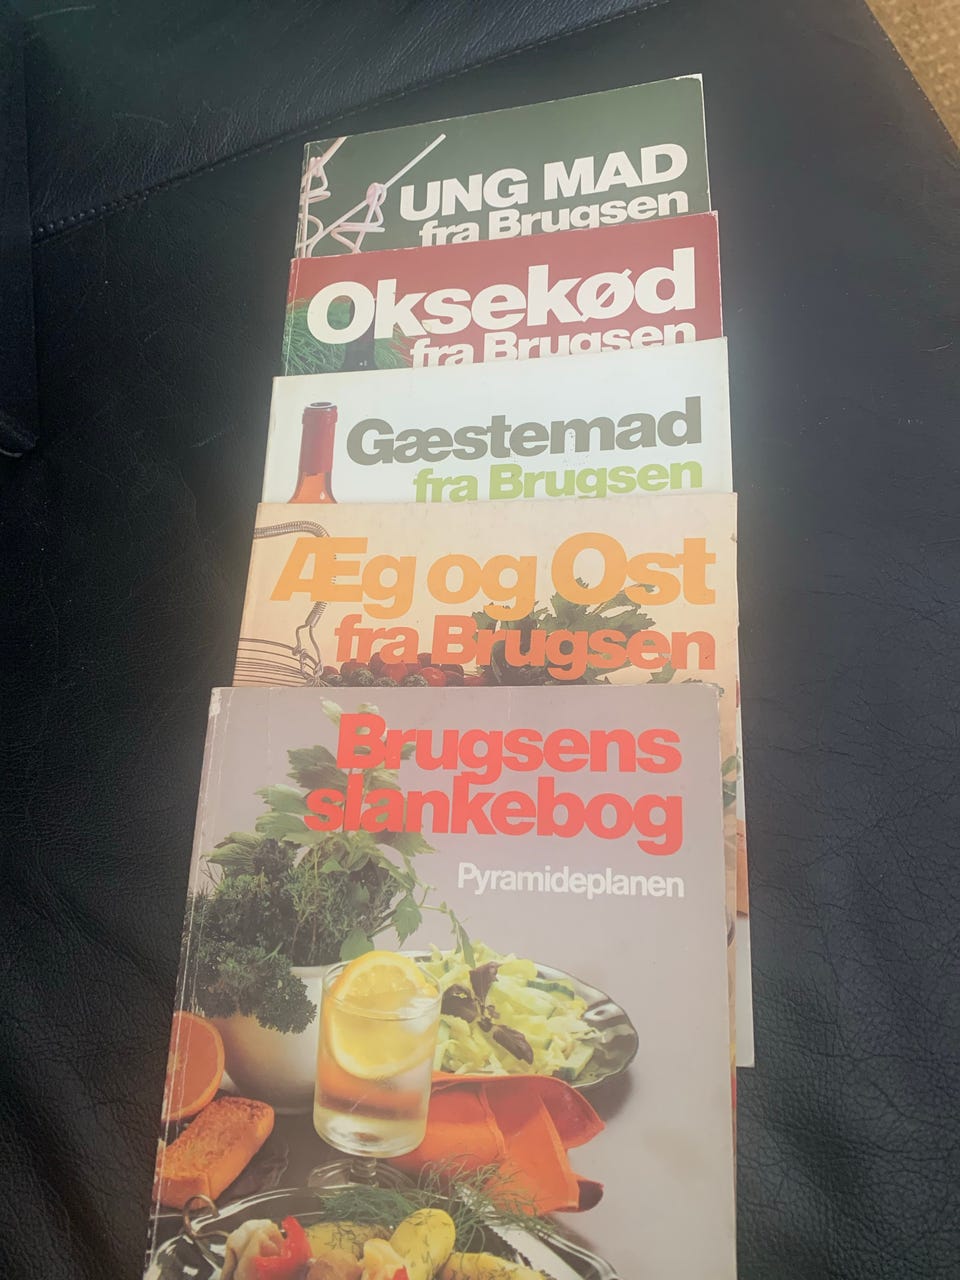 UNG MAD
fra Brugsen
Oksekød
fra Brugsen
Gæstemad
fra Brugsen
Æg og Ost
fra Brugsen
Brugsens
slankebog
Pyramideplanen